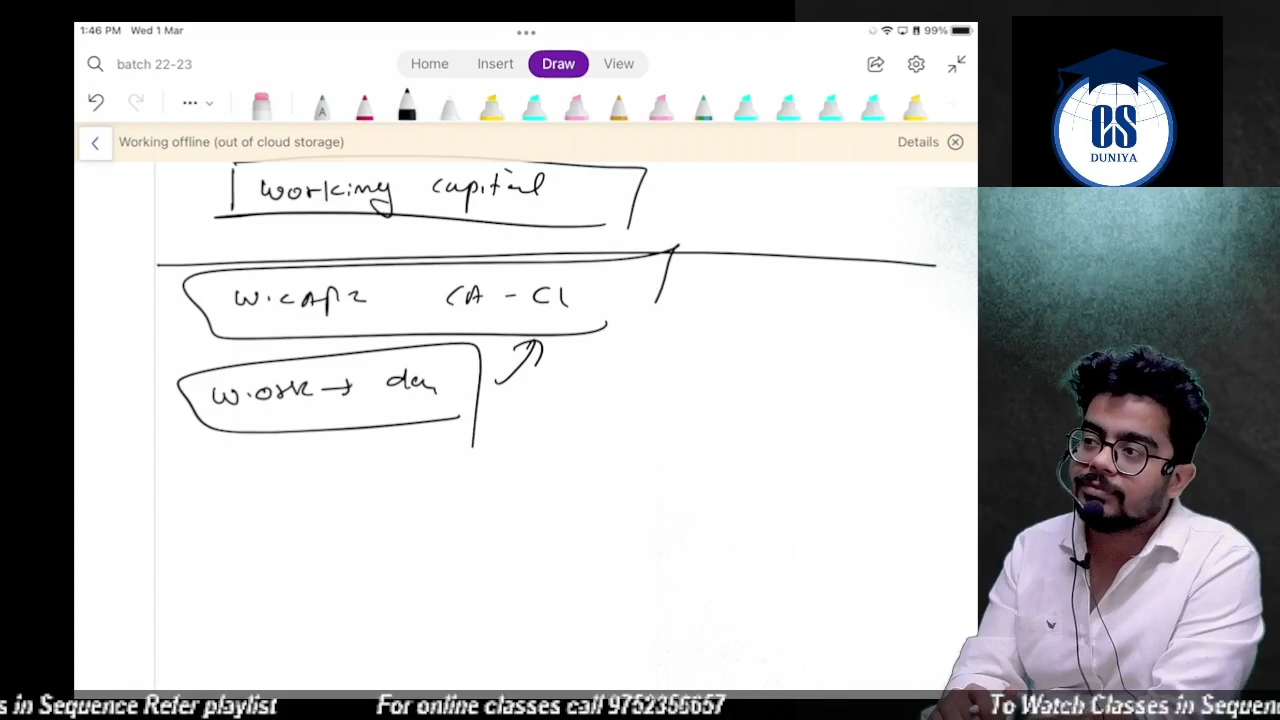 1:46 PM Wed 1 Mar
99%
batch 22-23
Home Insert Draw View
Working offline (out of cloud storage)
Details
working capital
W.CAP= CA - CL
W.
CS
DUNIYA
s in Sequence Refer playlist For online classes call 9752356657 To Watch Classes in Sequen